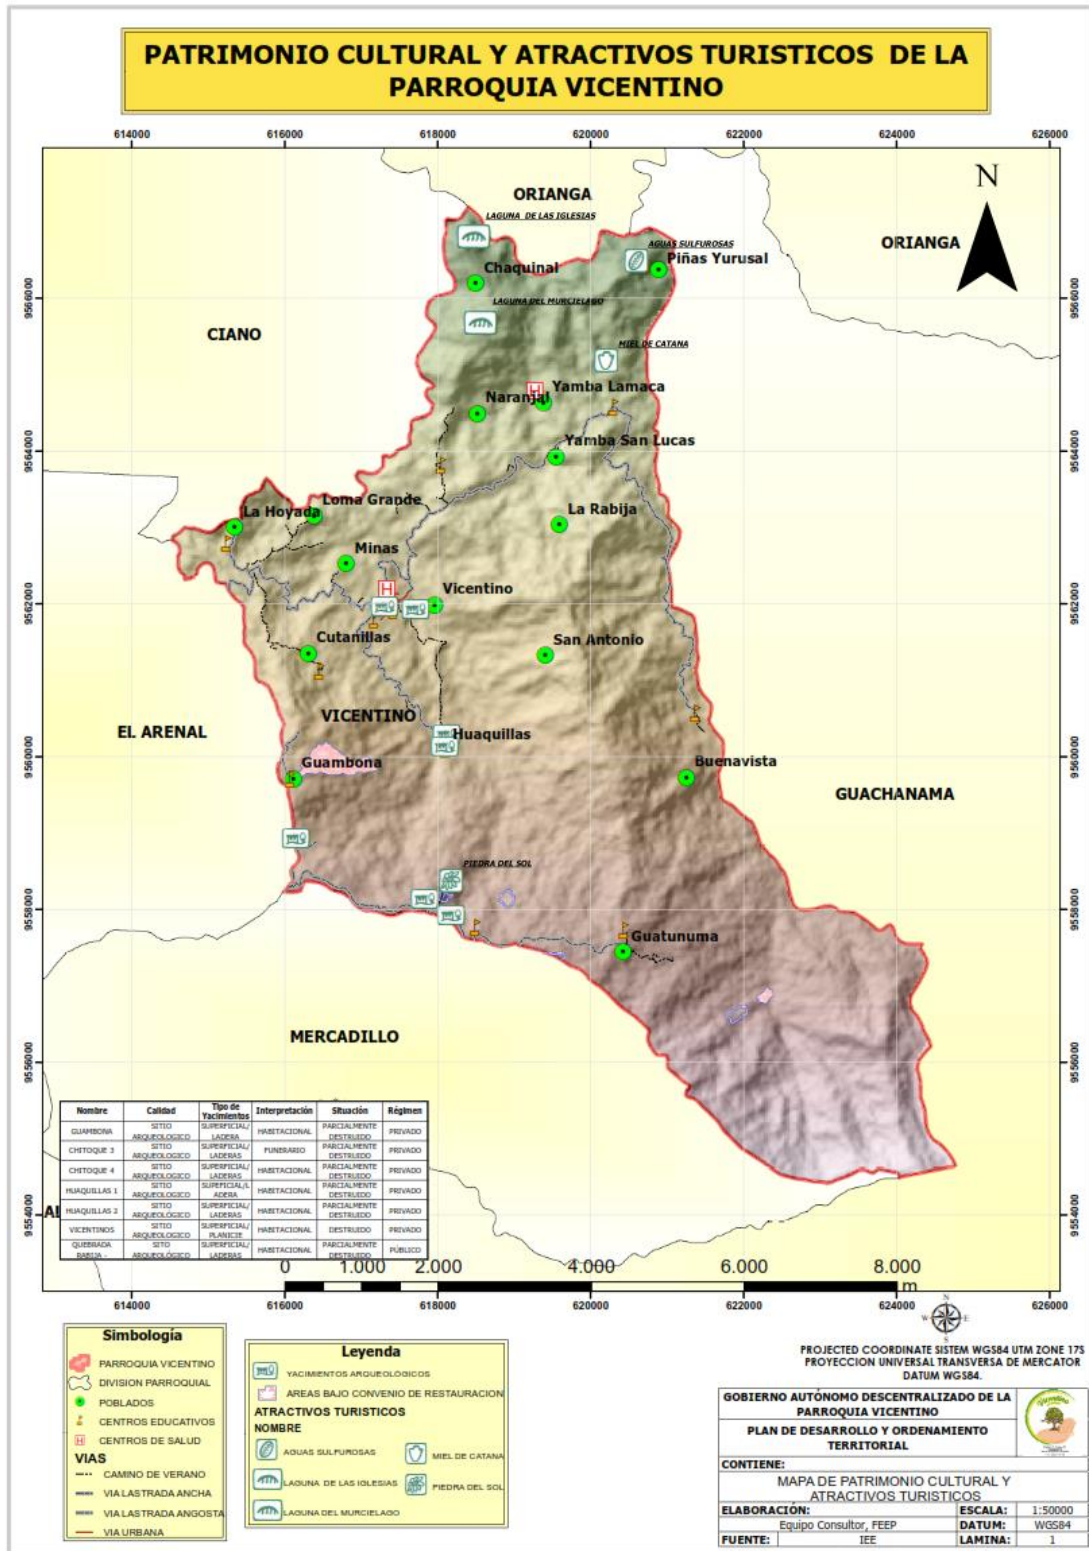 PATRIMONIO CULTURAL Y ATRACTIVOS TURISTICOS DE LA
PARROQUIA VICENTINO
614000
616000
618000
620000
622000
624000
626000
9566000
9564000
9562000
9560000
9558000
9556000
9554000
9566000
9564000
9562000
9560000
9558000
9556000
9554000
N
ORIANGA
LAGUNA DE LAS IGLESIAS
ORIANGA
AGUAS SULFUROSAS
Piñas Yurusal
Chaquinal
LAGUNA DEL MURCIELAGO
CIANO
MIEL DE CATANA
H
Yamba Lamaca
Naranjal
Yamba San Lucas
Loma Grande
La Hoyada
La Rabija
Minas
H
Vicentino
Cutanillas
San Antonio
VICENTINO
EL ARENAL
Huaquillas
Guambona
Buenavista
GUACHANAMA
PIEDRA DEL SOL
Guatunuma
MERCADILLO
AL
Nombre Calidad Tipo de Yacimientos Interpretación Situación Régimen
GUAMBONA SITIO ARQUEOLOGICO SUPERFICIAL/ LADERA HABITACIONAL PARCIALMENTE DESTRUIDO PRIVADO
CHITOQUE 3 SITIO ARQUEOLOGICO SUPERFICIAL/ LADERAS FUNERARIO PARCIALMENTE DESTRUIDO PRIVADO
CHITOQUE 4 SITIO ARQUEOLOGICO SUPERFICIAL/ LADERAS HABITACIONAL PARCIALMENTE DESTRUIDO PRIVADO
HUAQUILLAS 1 SITIO ARQUEOLOGICO SUPEFICIAL/L ADERA HABITACIONAL PARCIALMENTE DESTRUIDO PRIVADO
HUAQUILLAS 2 SITIO ARQUEOLOGICO SUPERFICIAL/ LADERAS HABITACIONAL PARCIALMENTE DESTRUIDO PRIVADO
VICENTINOS SITIO ARQUEOLOGICO SUPERFICIAL/ PLANICIE HABITACIONAL DESTRUIDO PRIVADO
QUEBRADA RABIJA - SITO ARQUEOLÓGICO SUPERFICIAL/ LADERAS HABITACIONAL PARCIALMENTE DESTRUIDO PÚBLICO
0 1.000 2.000 4.000 6.000 8.000
m
614000
616000
618000
620000
622000
624000
626000
Simbología
PARROQUIA VICENTINO
DIVISION PARROQUIAL
POBLADOS
CENTROS EDUCATIVOS
H CENTROS DE SALUD
VIAS
CAMINO DE VERANO
VIA LASTRADA ANCHA
VIA LASTRADA ANGOSTA
VIA URBANA
Leyenda
YACIMIENTOS ARQUEOLÓGICOS
AREAS BAJO CONVENIO DE RESTAURACION
ATRACTIVOS TURISTICOS
NOMBRE
AGUAS SULFUROSAS
MIEL DE CATANA
LAGUNA DE LAS IGLESIAS
PIEDRA DEL SOL
LAGUNA DEL MURCIELAGO
N
W E
S
PROJECTED COORDINATE SISTEM WGS84 UTM ZONE 17S
PROYECCION UNIVERSAL TRANSVERSA DE MERCATOR
DATUM WGS84.
GOBIERNO AUTÓNOMO DESCENTRALIZADO DE LA
PARROQUIA VICENTINO
PLAN DE DESARROLLO Y ORDENAMIENTO
TERRITORIAL
Vicentino
CONTIENE:
MAPA DE PATRIMONIO CULTURAL Y
ATRACTIVOS TURISTICOS
ELABORACIÓN: ESCALA: 1:50000
Equipo Consultor, FEEP DATUM: WGS84
FUENTE: IEE LAMINA: 1